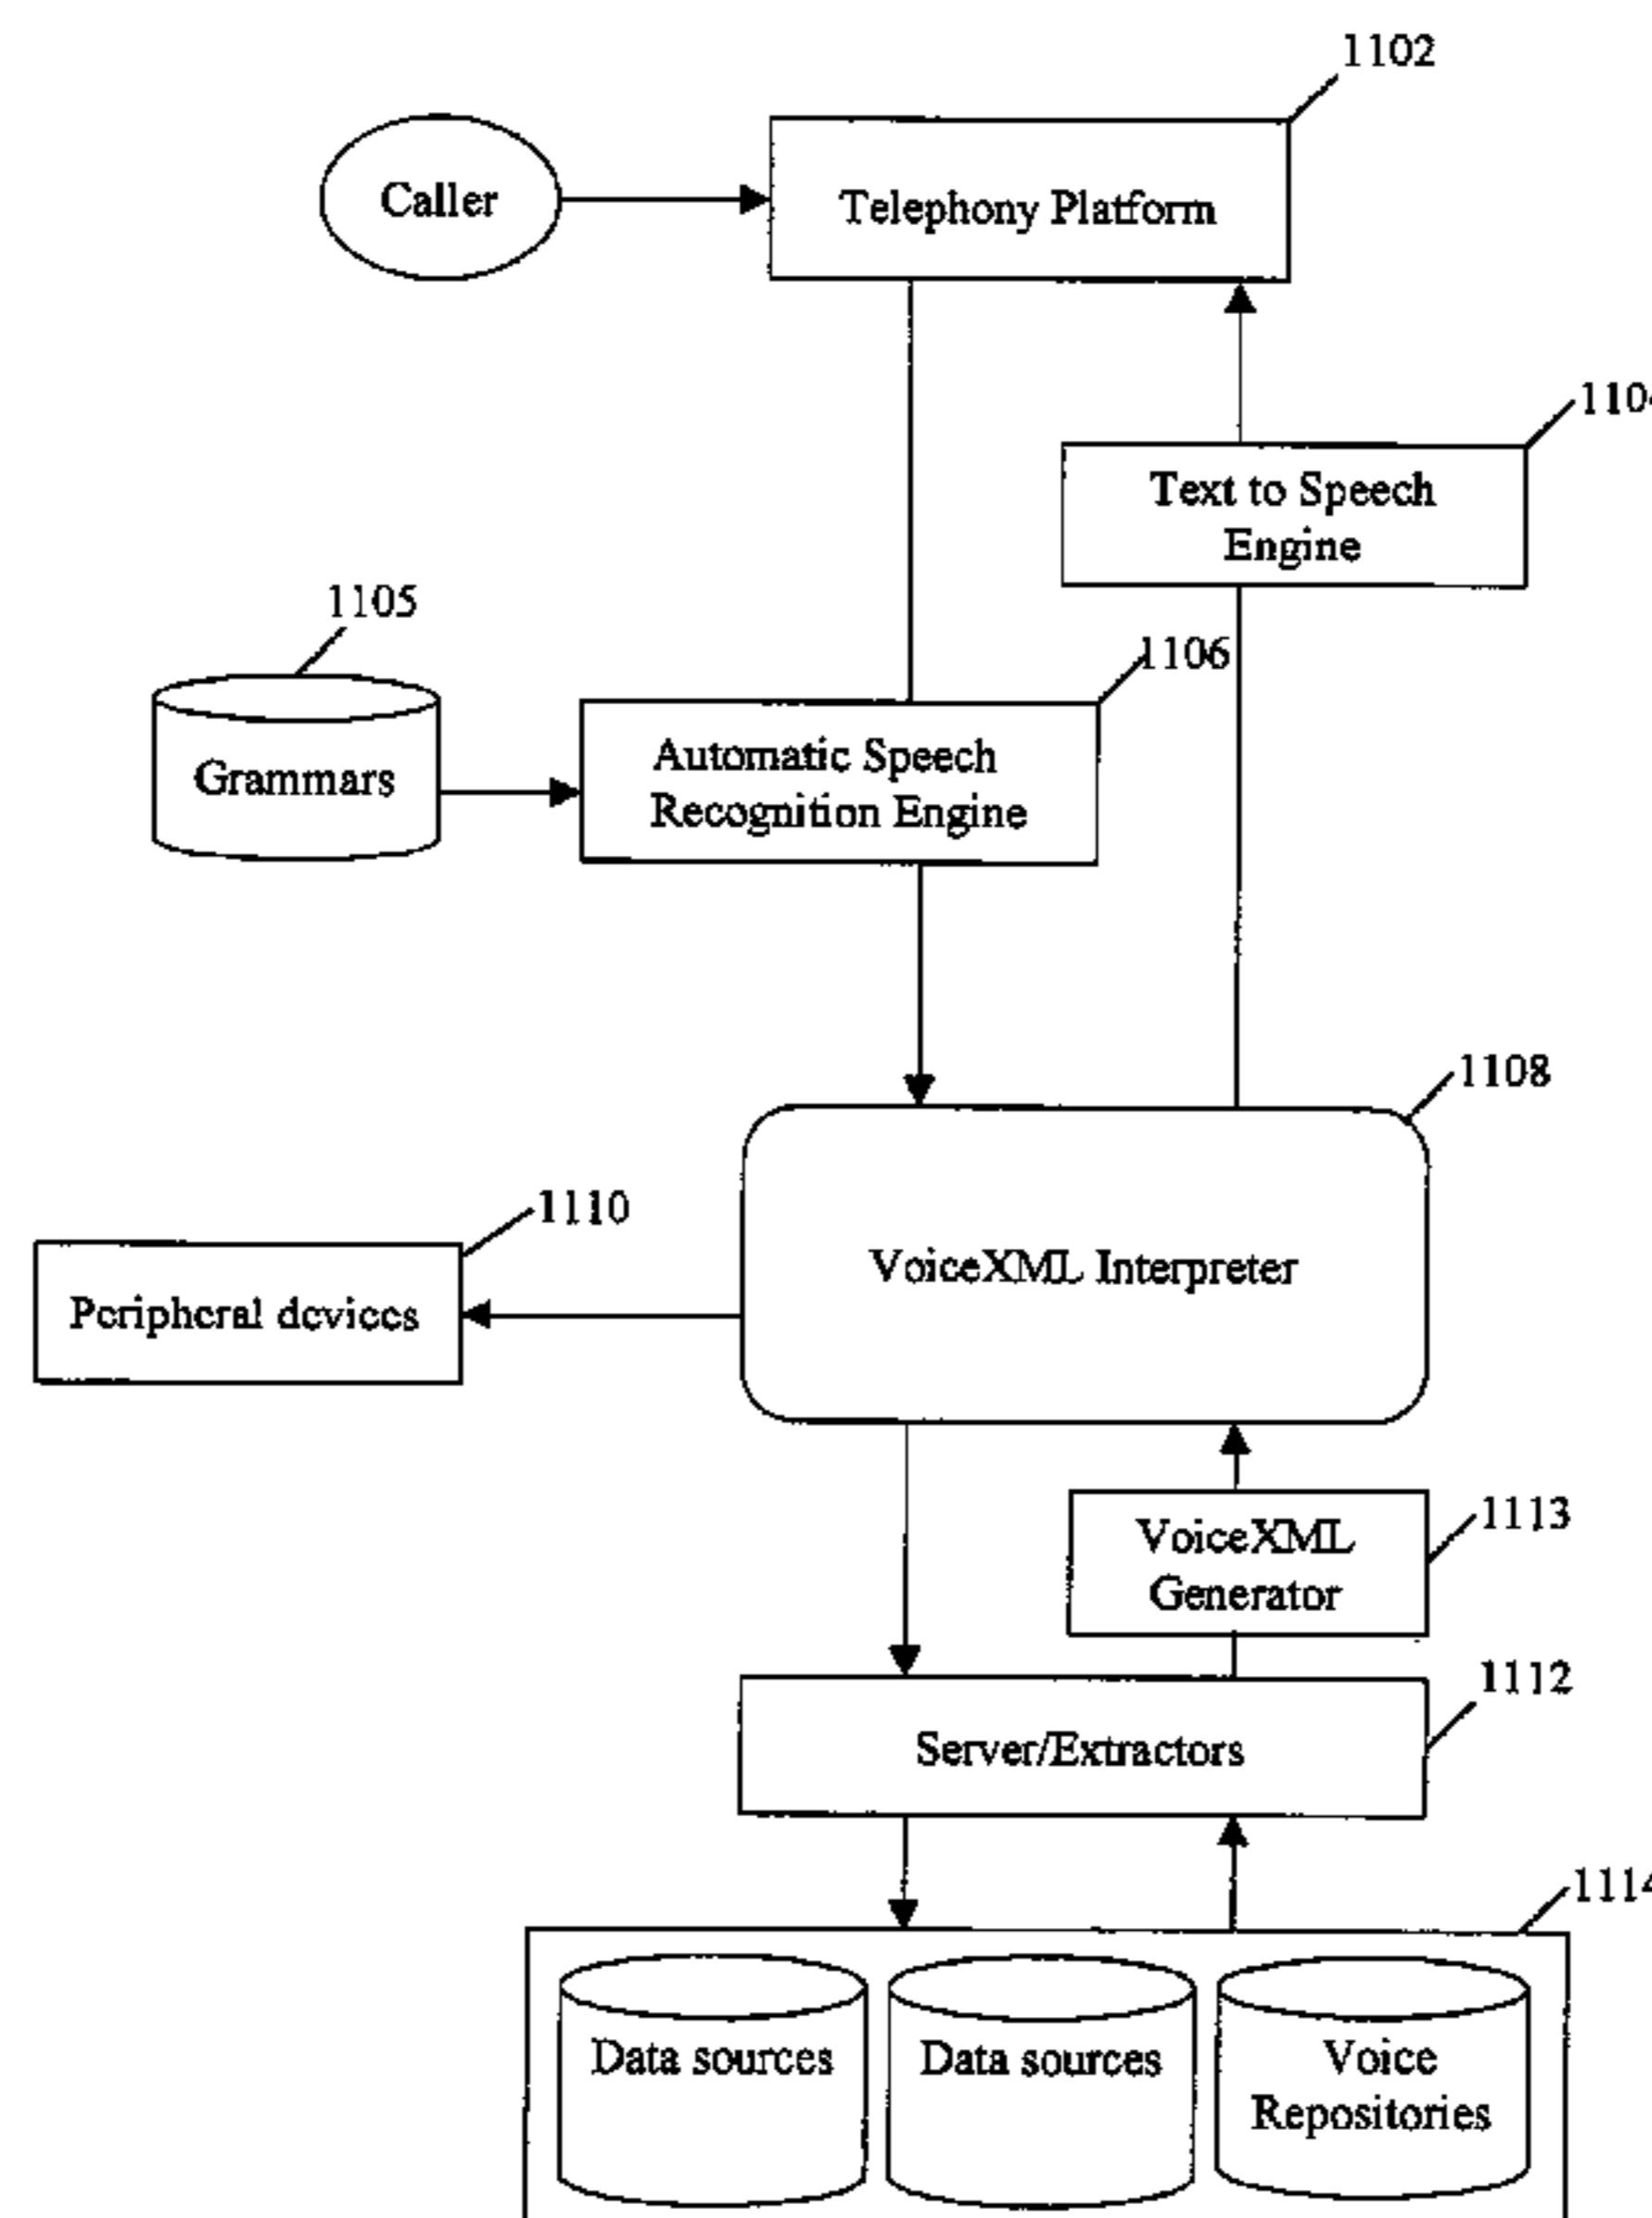 1102
Caller
Telephony Platform
Text to Speech
Engine
1105
1106
Grammars
Automatic Speech
Recognition Engine
1108
1110
VoiceXML Interpreter
Peripheral devices
1113
VoiceXML
Generator
1112
Server/Extractors
1114
Data sources
Data sources
Voice
Repositories